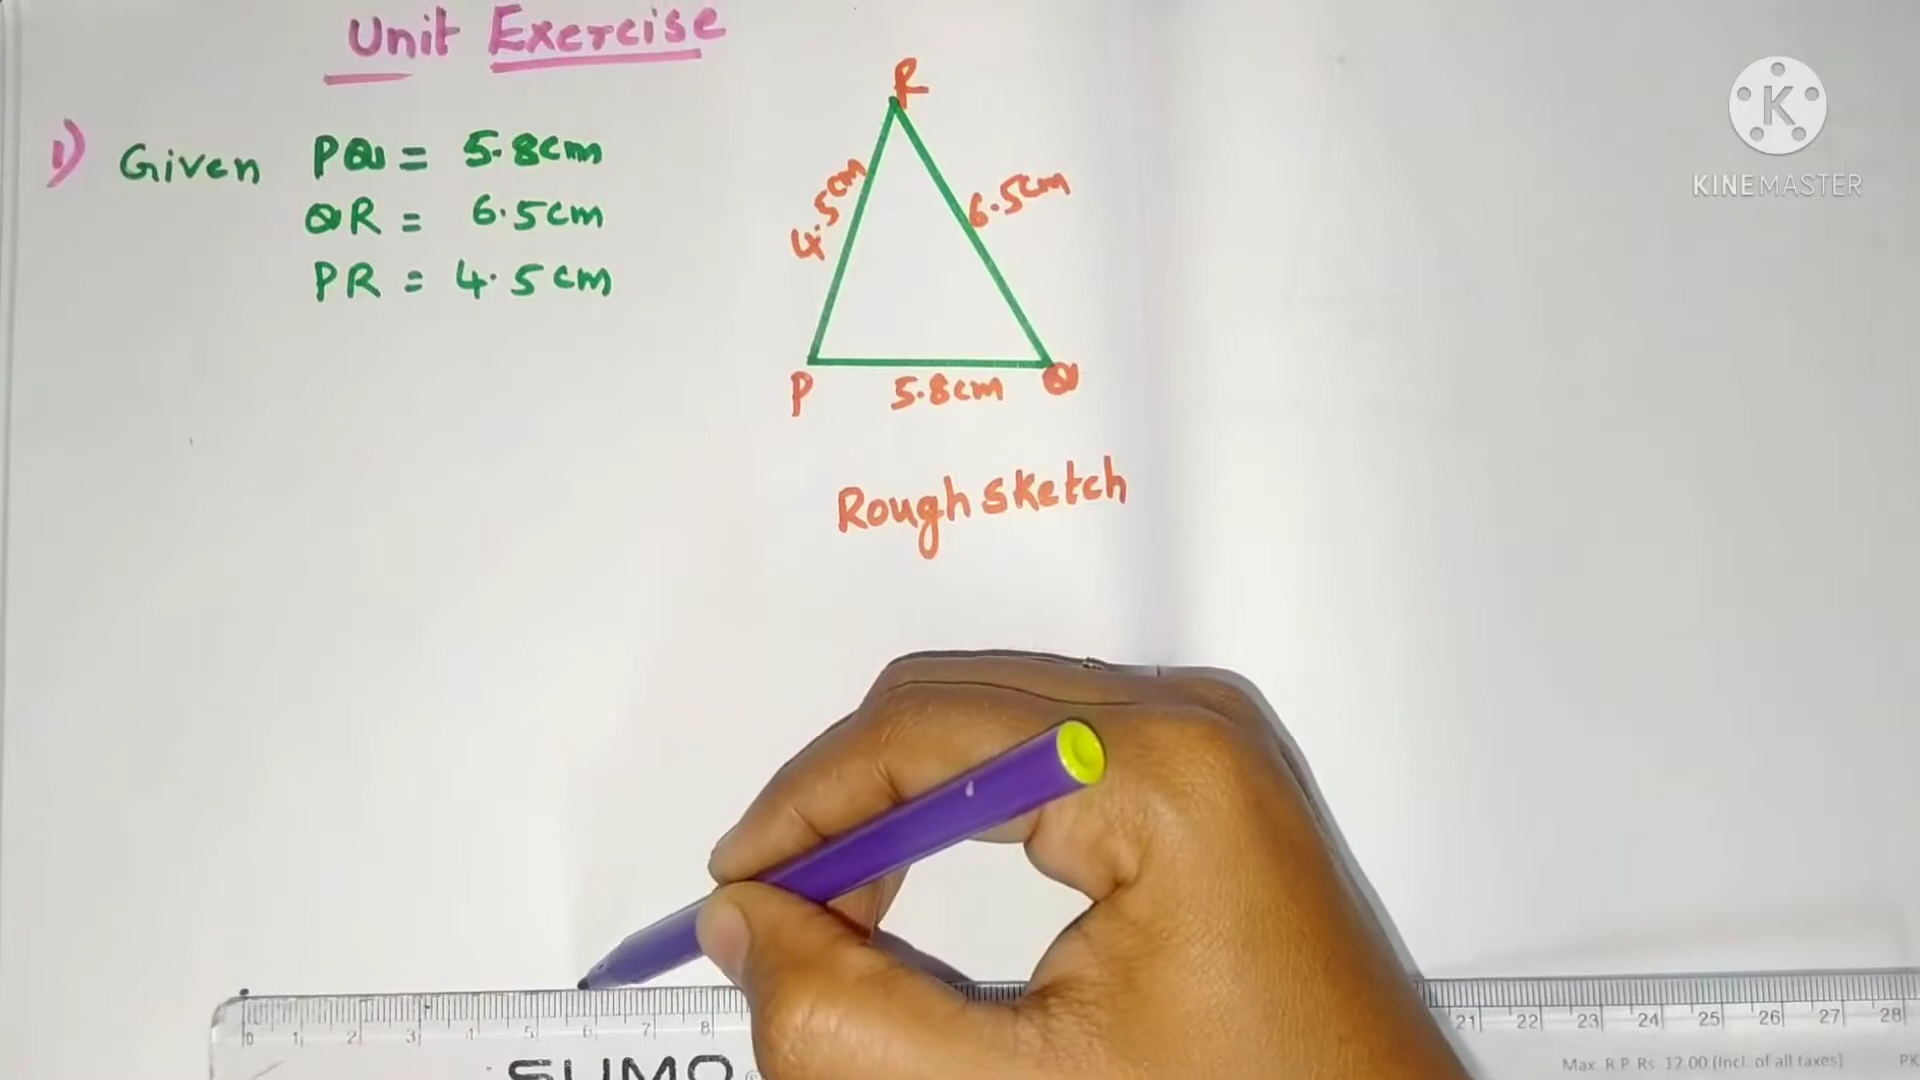 Unit Exercise
1) Given PQ = 5.8cm
QR = 6.5cm
PR = 4.5cm
R
4.5cm
6.5cm
P
5.8cm
Q
Rough sketch
KINEMASTER
0 1 2 3 4 5 6 7 8 21 22 23 24 25 26 27 28
SUMO
Max. R.P. Rs. 12.00 (Incl. of all taxes) PK